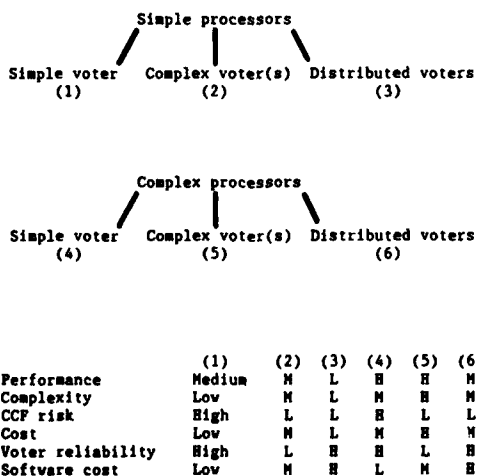 Simple processors
Simple voter Complex voter(s) Distributed voters
(1) (2) (3)
Complex processors
Simple voter Complex voter(s) Distributed voters
(4) (5) (6)
(1) (2) (3) (4) (5) (6
Performance Medium M L H H M
Complexity Low M L M H M
CCF risk High L L H L L
Cost Low M L M H M
Voter reliability High L H H L H
Software cost Low M H L M H